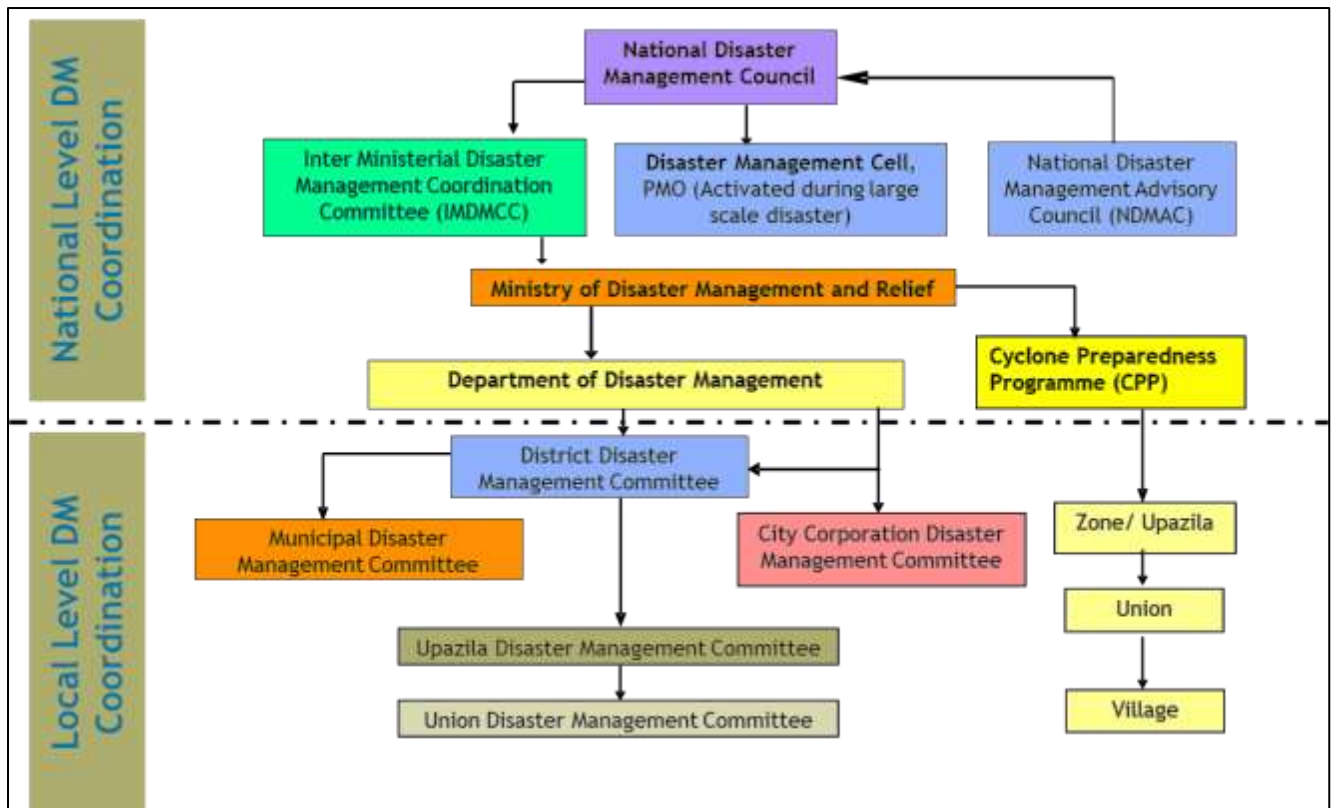 National Level DM
Coordination
National Disaster
Management Council
Inter Ministerial Disaster
Management Coordination
Committee (IMDMCC)
Disaster Management Cell,
PMO (Activated during large
scale disaster)
National Disaster
Management Advisory
Council (NDMAC)
Ministry of Disaster Management and Relief
Cyclone Preparedness
Programme (CPP)
Department of Disaster Management
Local Level DM
Coordination
District Disaster
Management Committee
Municipal Disaster
Management Committee
City Corporation Disaster
Management Committee
Zone/ Upazila
Union
Upazila Disaster Management Committee
Union Disaster Management Committee
Village